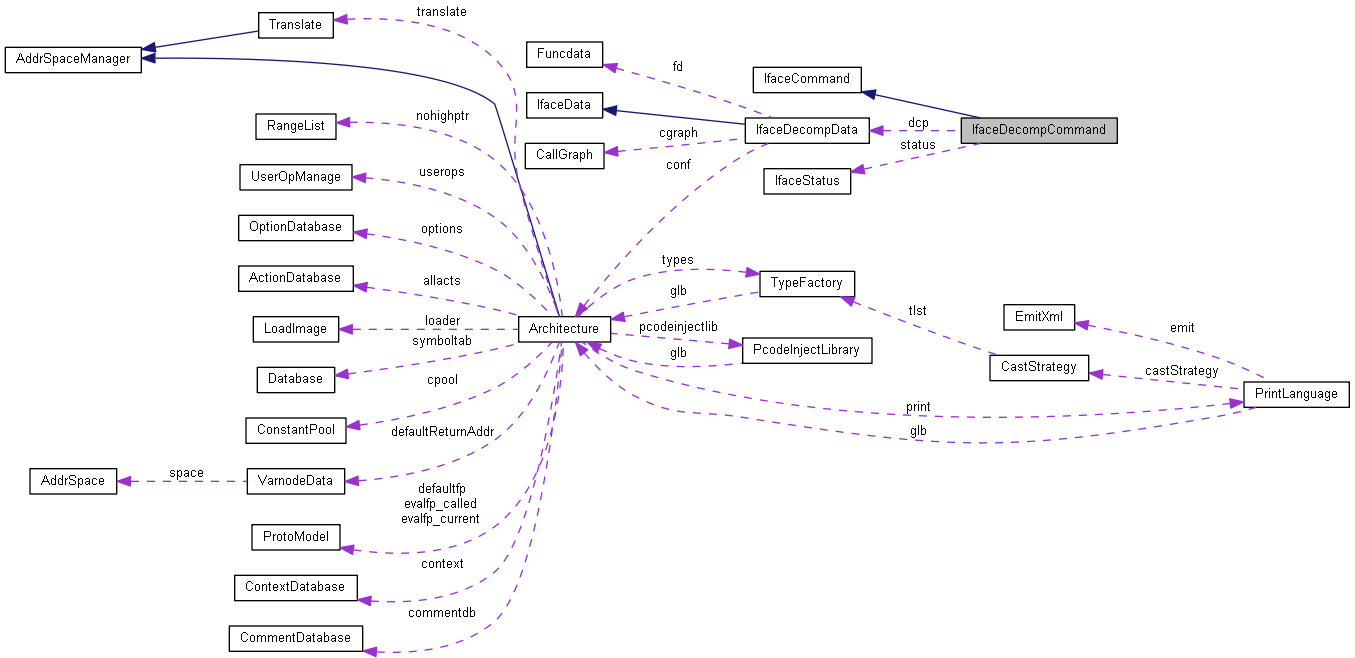 translate
Translate
AddrSpaceManager
Funcdata
fd
IfaceCommand
IfaceData
nohighptr
RangeList
cgraph
IfaceDecompData
dcp
IfaceDecompCommand
status
CallGraph
conf
userops
UserOpManage
IfaceStatus
OptionDatabase
options
types
ActionDatabase
allacts
glb
TypeFactory
tlst
loader
LoadImage
Architecture
pcodeinjectlib
EmitXml
emit
symboltab
glb
PcodeInjectLibrary
Database
cpool
CastStrategy
castStrategy
PrintLanguage
print
ConstantPool
defaultReturnAddr
glb
space
AddrSpace
VarnodeData
defaultfp
evalfp_called
evalfp_current
ProtoModel
context
ContextDatabase
commentdb
CommentDatabase